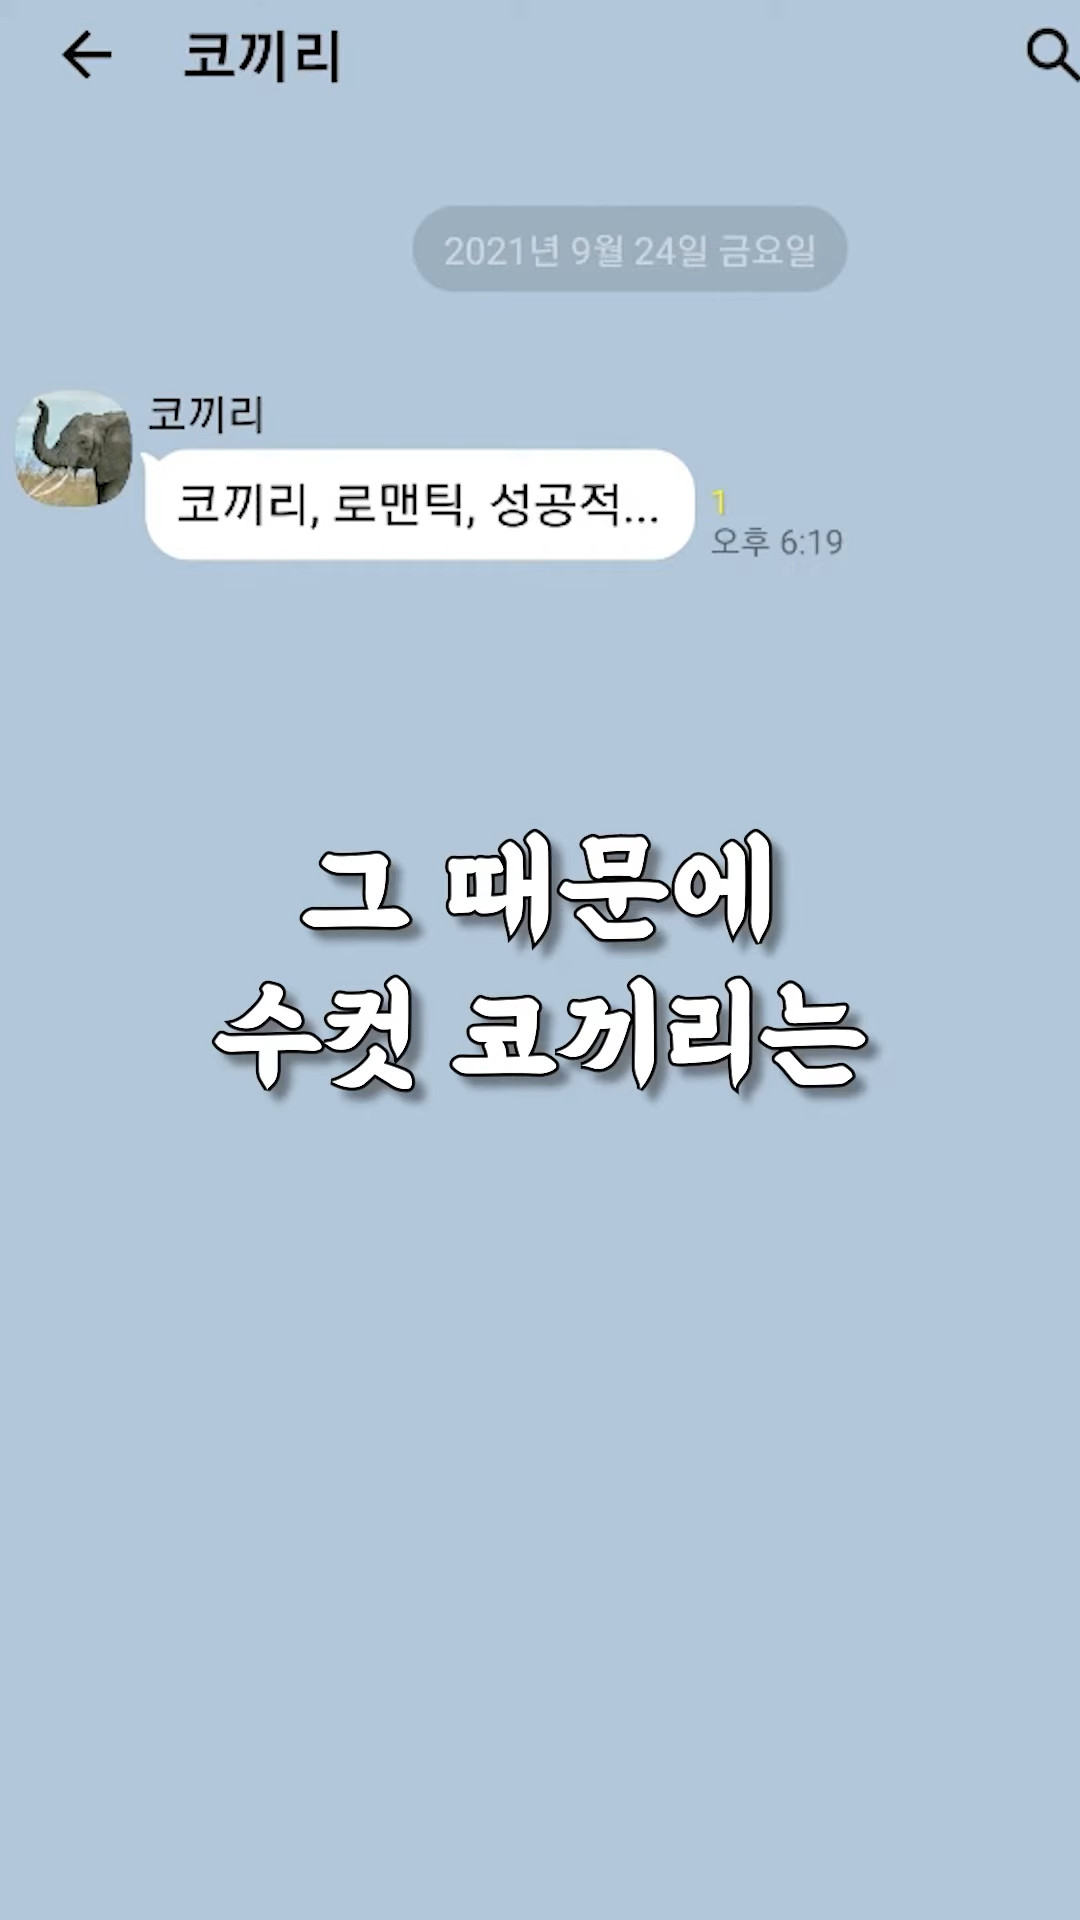 코끼리
2021년 9월 24일 금요일
코끼리
코끼리, 로맨틱, 성공적...
1
오후 6:19
그 때문에
수컷 코끼리는